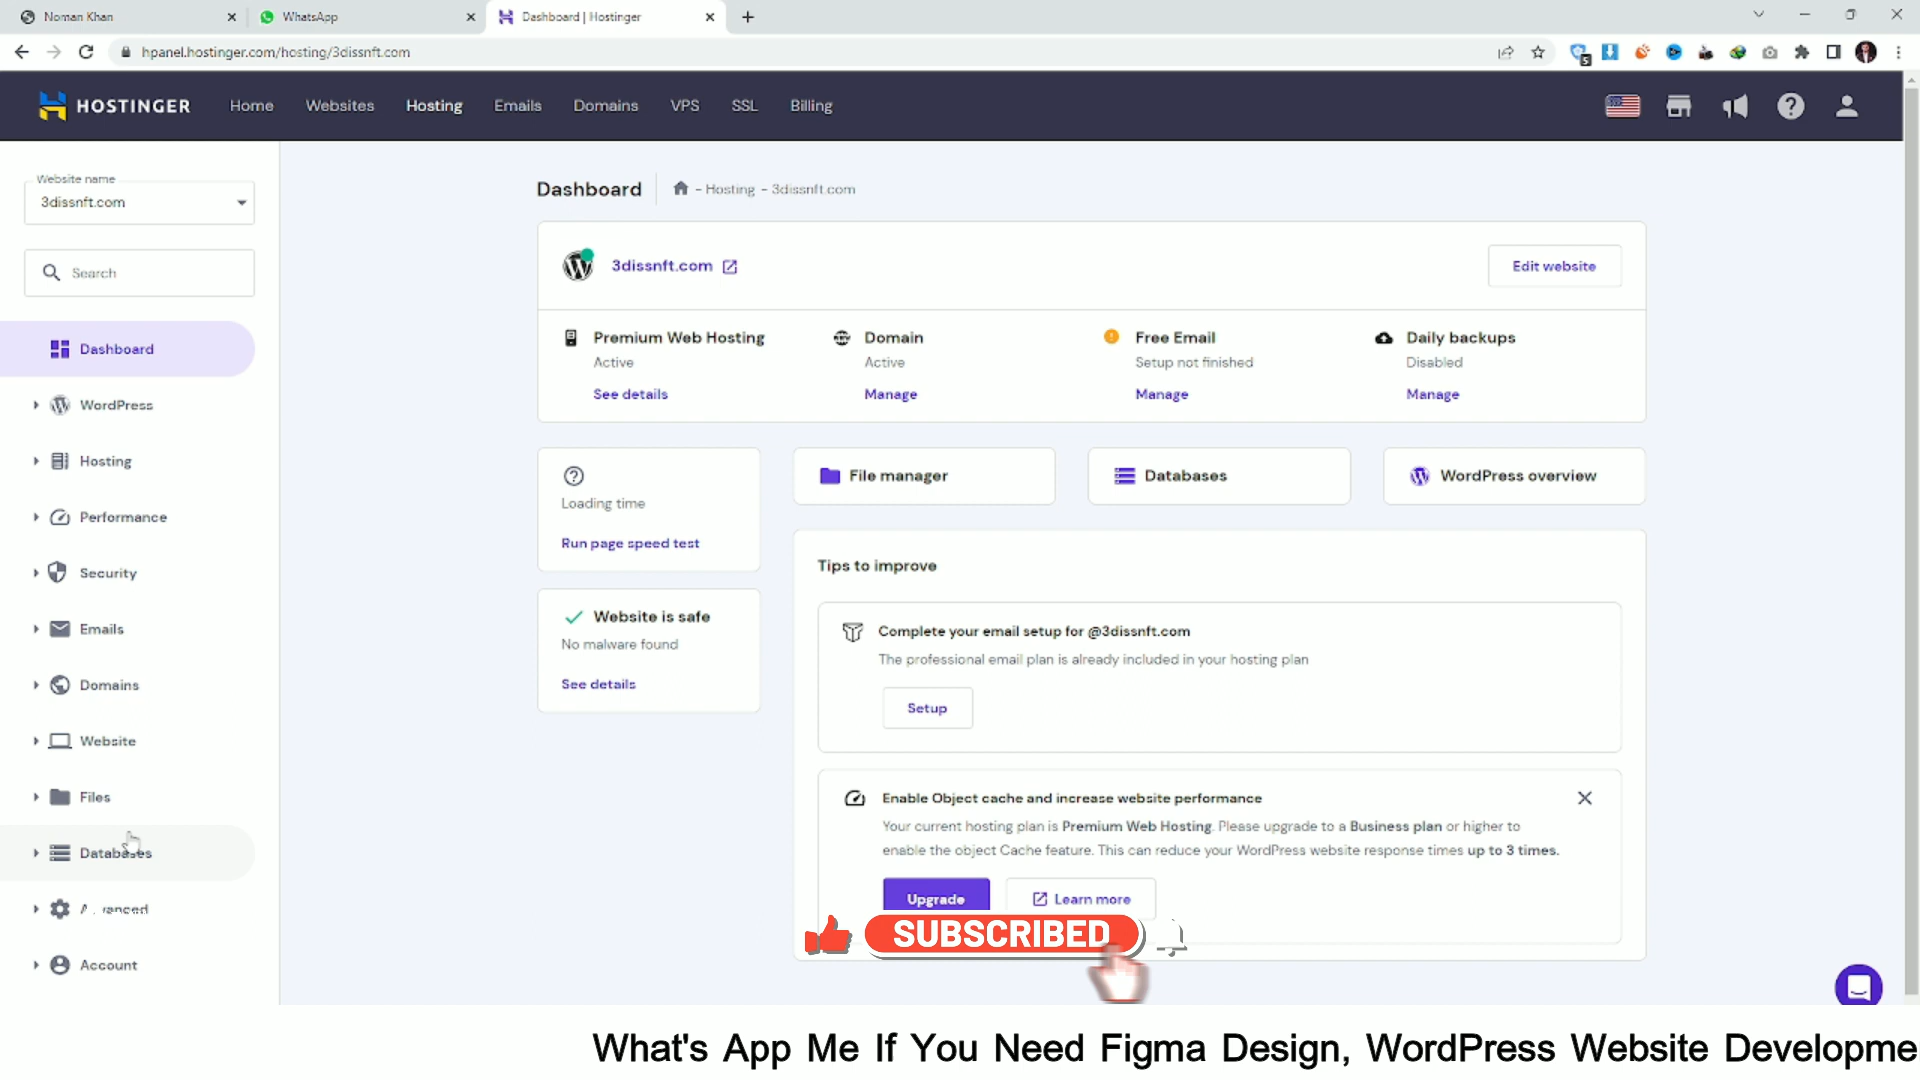 Noman Khan
WhatsApp
Dashboard | Hostinger
hpanel.hostinger.com/hosting/3dissnft.com
5
HOSTINGER
Home
Websites
Hosting
Emails
Domains
VPS
SSL
Billing
Website name
3dissnft.com
Search
Dashboard
WordPress
Hosting
Performance
Security
Emails
Domains
Website
Files
Databases
Account
Dashboard
- Hosting - 3dissnft.com
3dissnft.com
Edit website
Premium Web Hosting
Active
See details
Domain
Active
Manage
Free Email
Setup not finished
Manage
Daily backups
Disabled
Manage
Loading time
Run page speed test
File manager
Databases
WordPress overview
Website is safe
No malware found
See details
Tips to improve
Complete your email setup for @3dissnft.com
The professional email plan is already included in your hosting plan
Setup
Enable Object cache and increase website performance
Your current hosting plan is Premium Web Hosting. Please upgrade to a Business plan or higher to
enable the object Cache feature. This can reduce your WordPress website response times up to 3 times.
Upgrade
Learn more
SUBSCRIBED
What's App Me If You Need Figma Design, WordPress Website Developme